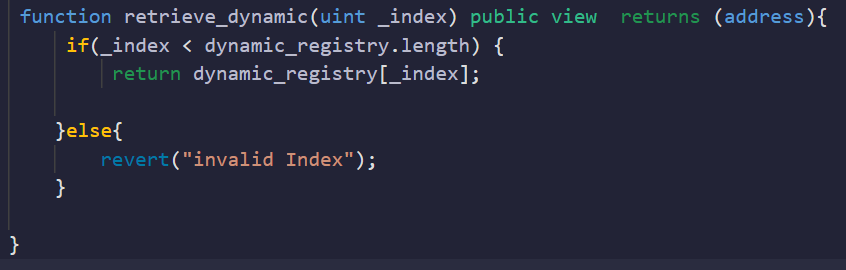 function retrieve_dynamic(uint _index) public view  returns (address){
if(_index < dynamic_registry.length) {
return dynamic_registry[_index];
}else{
revert("invalid Index");
}
}